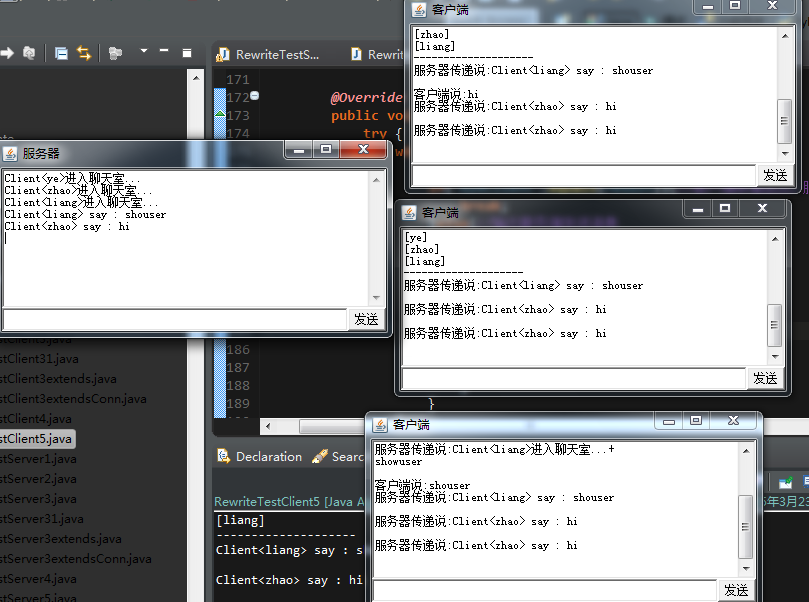 RewriteTestS...
Rewrit
171
172
@Override
173
public vo
174
try {
客户端
[zhao]
[liang]
--------------------
服务器传递说:Client<liang> say : shouser
客户端说:hi
服务器传递说:Client<zhao> say : hi
服务器传递说:Client<zhao> say : hi
发送
服务器
Client<ye>进入聊天室...
Client<zhao>进入聊天室...
Client<liang>进入聊天室...
Client<liang> say : shouser
Client<zhao> say : hi
发送
客户端
[ye]
[zhao]
[liang]
--------------------
服务器传递说:Client<liang> say : shouser
服务器传递说:Client<zhao> say : hi
服务器传递说:Client<zhao> say : hi
发送
stClient31.java
stClient3extends.java
stClient3extendsConn.java
stClient4.java
stClient5.java
stServer1.java
stServer2.java
stServer3.java
stServer31.java
stServer3extends.java
stServer3extendsConn.java
stServer4.java
stServer5.java
186
187
188
189
}
客户端
服务器传递说:Client<liang>进入聊天室...+
showuser
客户端说:shouser
服务器传递说:Client<liang> say : shouser
服务器传递说:Client<zhao> say : hi
服务器传递说:Client<zhao> say : hi
发送
Declaration
Searc
RewriteTestClient5 [Java A
5年3月23
[liang]
--------------------
Client<liang> say : s
Client<zhao> say : hi